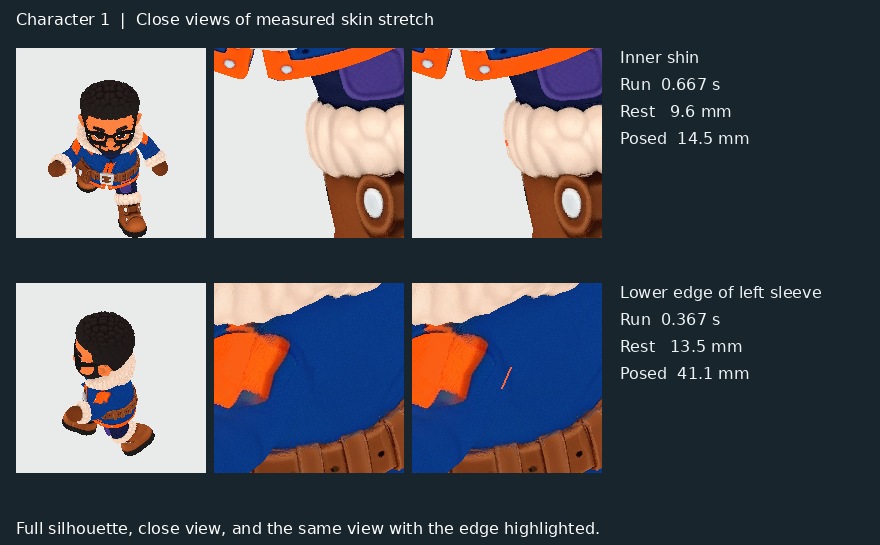 Character 1 | Close views of measured skin stretch
Inner shin
Run 0.667 s
Rest 9.6 mm
Posed 14.5 mm
Lower edge of left sleeve
Run 0.367 s
Rest 13.5 mm
Posed 41.1 mm
Full silhouette, close view, and the same view with the edge highlighted.